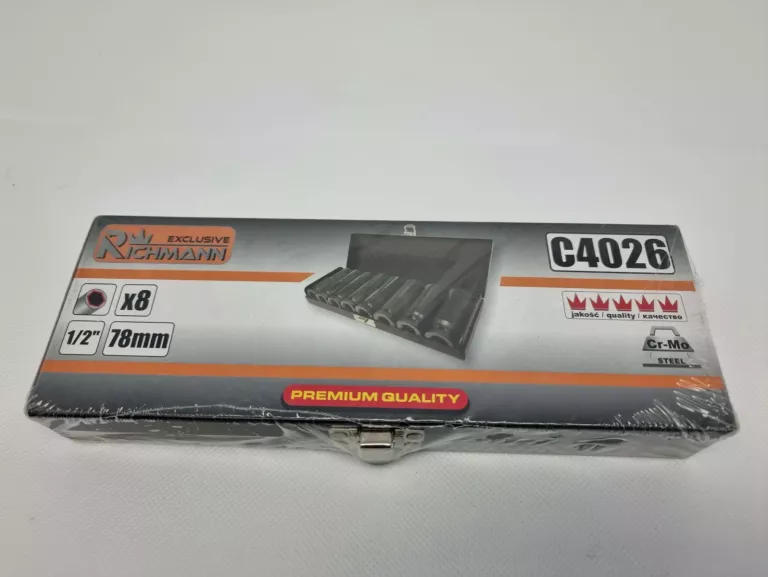 EXCLUSIVE
RICHMANN
C4026
x8
1/2"
78mm
jakość / quality / качество
Cr-Mo
STEEL
PREMIUM QUALITY